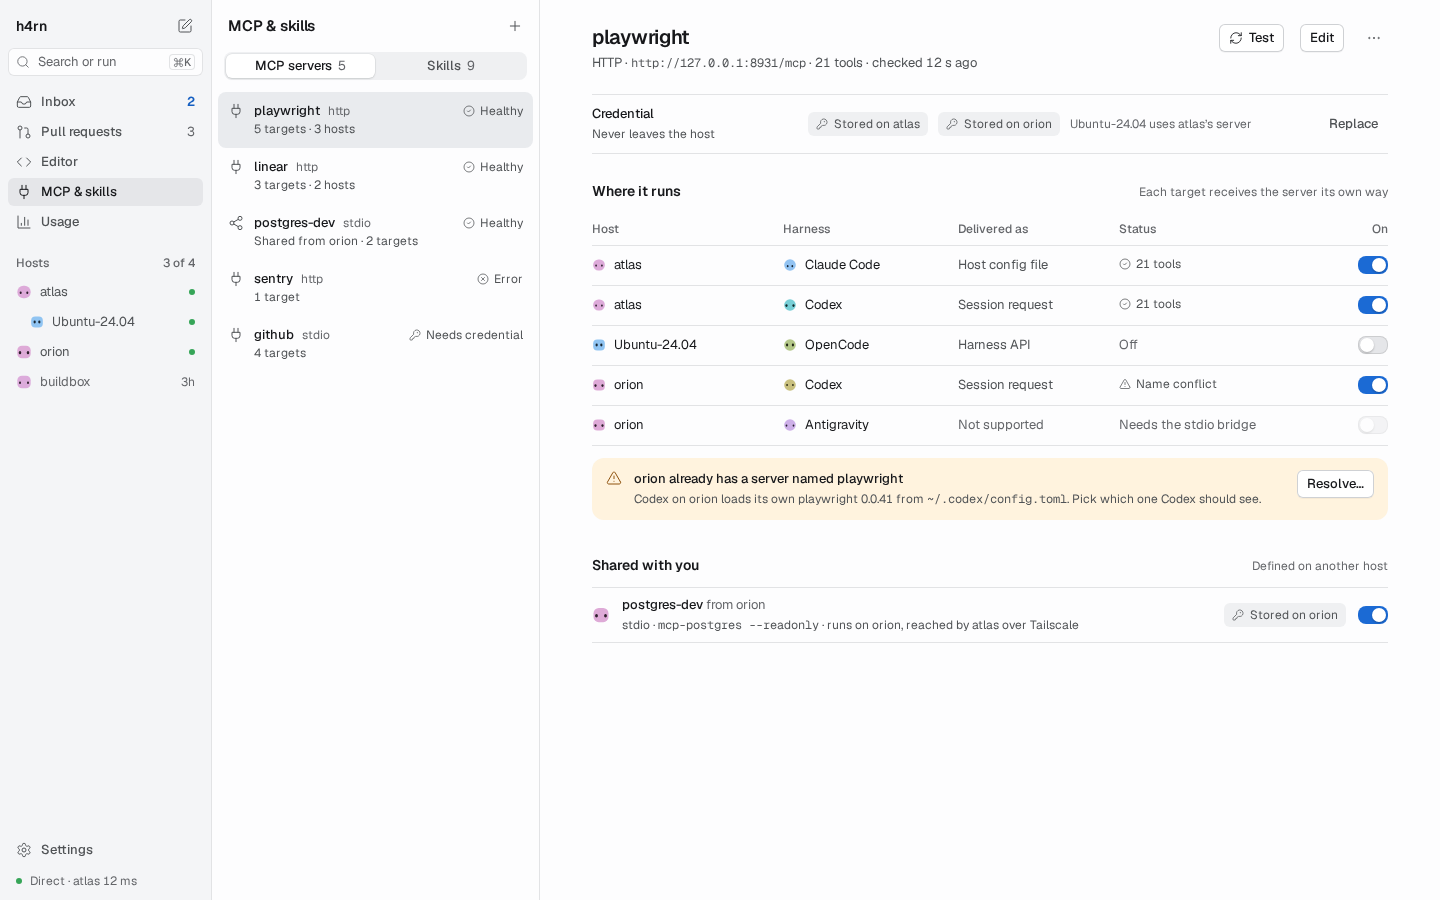 h4rn
Search or run ⌘K
Inbox 2
Pull requests 3
Editor
MCP & skills
Usage
Hosts 3 of 4
atlas
Ubuntu-24.04
orion
buildbox 3h
Settings
Direct · atlas 12 ms
MCP & skills
MCP servers 5 Skills 9
playwright http Healthy
5 targets · 3 hosts
linear http Healthy
3 targets · 2 hosts
postgres-dev stdio Healthy
Shared from orion · 2 targets
sentry http Error
1 target
github stdio Needs credential
4 targets
playwright
Test Edit
HTTP · http://127.0.0.1:8931/mcp · 21 tools · checked 12 s ago
Credential
Never leaves the host
Stored on atlas Stored on orion Ubuntu-24.04 uses atlas's server Replace
Where it runs Each target receives the server its own way
Host Harness Delivered as Status On
atlas Claude Code Host config file 21 tools
atlas Codex Session request 21 tools
Ubuntu-24.04 OpenCode Harness API Off
orion Codex Session request Name conflict
orion Antigravity Not supported Needs the stdio bridge
orion already has a server named playwright
Codex on orion loads its own playwright 0.0.41 from ~/.codex/config.toml. Pick which one Codex should see.
Resolve...
Shared with you Defined on another host
postgres-dev from orion
stdio · mcp-postgres --readonly · runs on orion, reached by atlas over Tailscale
Stored on orion